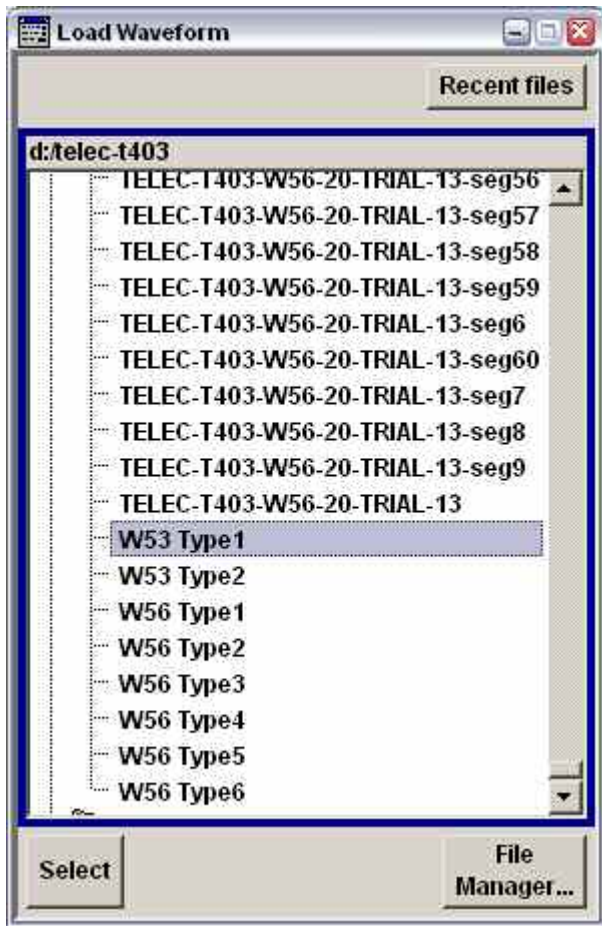 Load Waveform
Recent files
d:/telec-t403
TELEC-T403-W56-20-TRIAL-13-seg56
TELEC-T403-W56-20-TRIAL-13-seg57
TELEC-T403-W56-20-TRIAL-13-seg58
TELEC-T403-W56-20-TRIAL-13-seg59
TELEC-T403-W56-20-TRIAL-13-seg6
TELEC-T403-W56-20-TRIAL-13-seg60
TELEC-T403-W56-20-TRIAL-13-seg7
TELEC-T403-W56-20-TRIAL-13-seg8
TELEC-T403-W56-20-TRIAL-13-seg9
TELEC-T403-W56-20-TRIAL-13
W53 Type1
W53 Type2
W56 Type1
W56 Type2
W56 Type3
W56 Type4
W56 Type5
W56 Type6
Select
File
Manager...